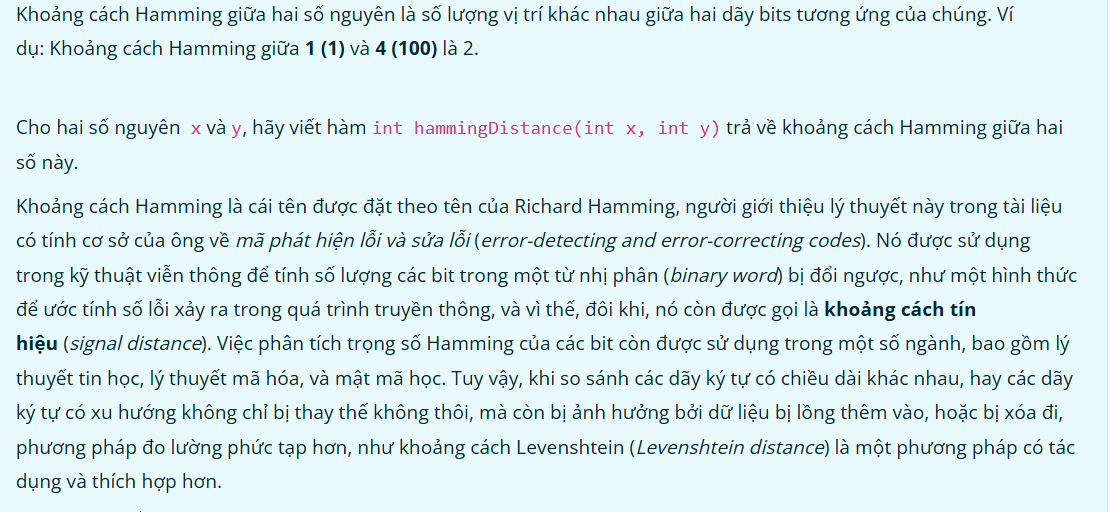 Khoảng cách Hamming giữa hai số nguyên là số lượng vị trí khác nhau giữa hai dãy bits tương ứng của chúng. Ví
dụ: Khoảng cách Hamming giữa 1 (1) và 4 (100) là 2.
Cho hai số nguyên x và y, hãy viết hàm int hammingDistance(int x, int y) trả về khoảng cách Hamming giữa hai
số này.
Khoảng cách Hamming là cái tên được đặt theo tên của Richard Hamming, người giới thiệu lý thuyết này trong tài liệu
có tính cơ sở của ông về mã phát hiện lỗi và sửa lỗi (error-detecting and error-correcting codes). Nó được sử dụng
trong kỹ thuật viễn thông để tính số lượng các bit trong một từ nhị phân (binary word) bị đổi ngược, như một hình thức
để ước tính số lỗi xảy ra trong quá trình truyền thông, và vì thế, đôi khi, nó còn được gọi là khoảng cách tín
hiệu (signal distance). Việc phân tích trọng số Hamming của các bit còn được sử dụng trong một số ngành, bao gồm lý
thuyết tin học, lý thuyết mã hóa, và mật mã học. Tuy vậy, khi so sánh các dãy ký tự có chiều dài khác nhau, hay các dãy
ký tự có xu hướng không chỉ bị thay thế không thôi, mà còn bị ảnh hưởng bởi dữ liệu bị lồng thêm vào, hoặc bị xóa đi,
phương pháp đo lường phức tạp hơn, như khoảng cách Levenshtein (Levenshtein distance) là một phương pháp có tác
dụng và thích hợp hơn.